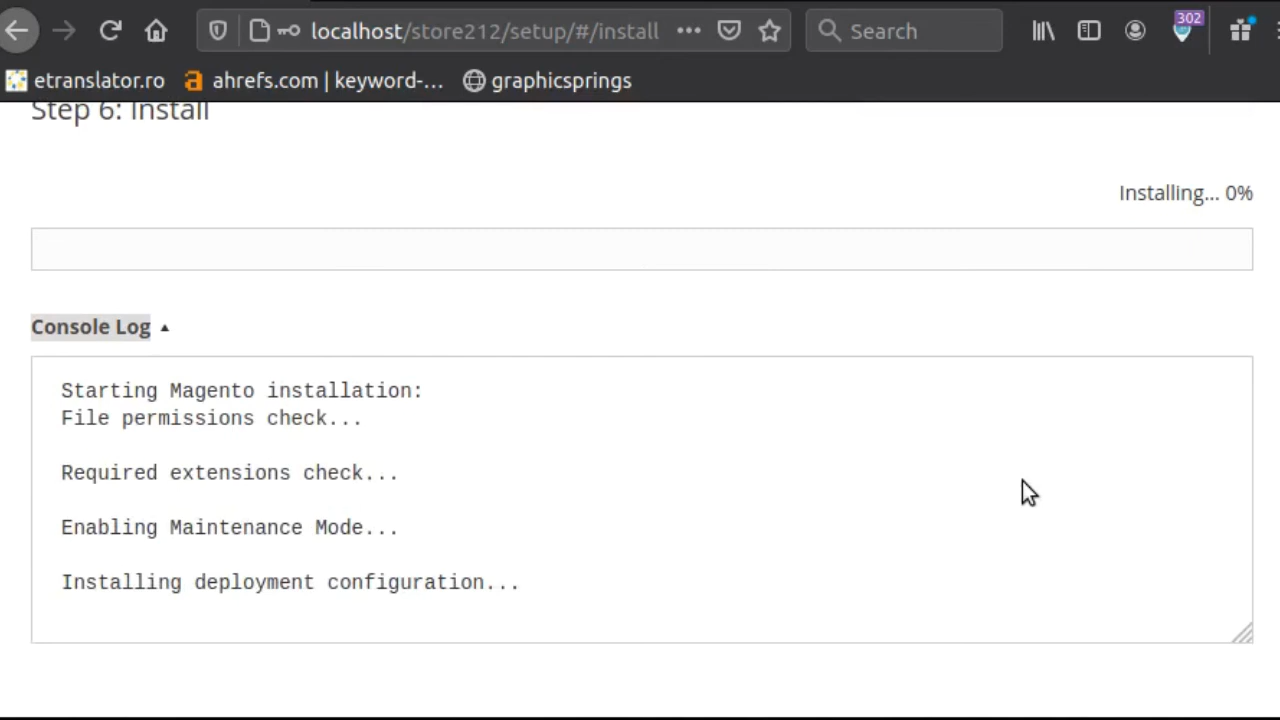 localhost/store212/setup/#/install
Search
302
etranslator.ro
ahrefs.com | keyword-...
graphicsprings
Step 6: Install
Installing... 0%
Console Log
Starting Magento installation:
File permissions check...
Required extensions check...
Enabling Maintenance Mode...
Installing deployment configuration...